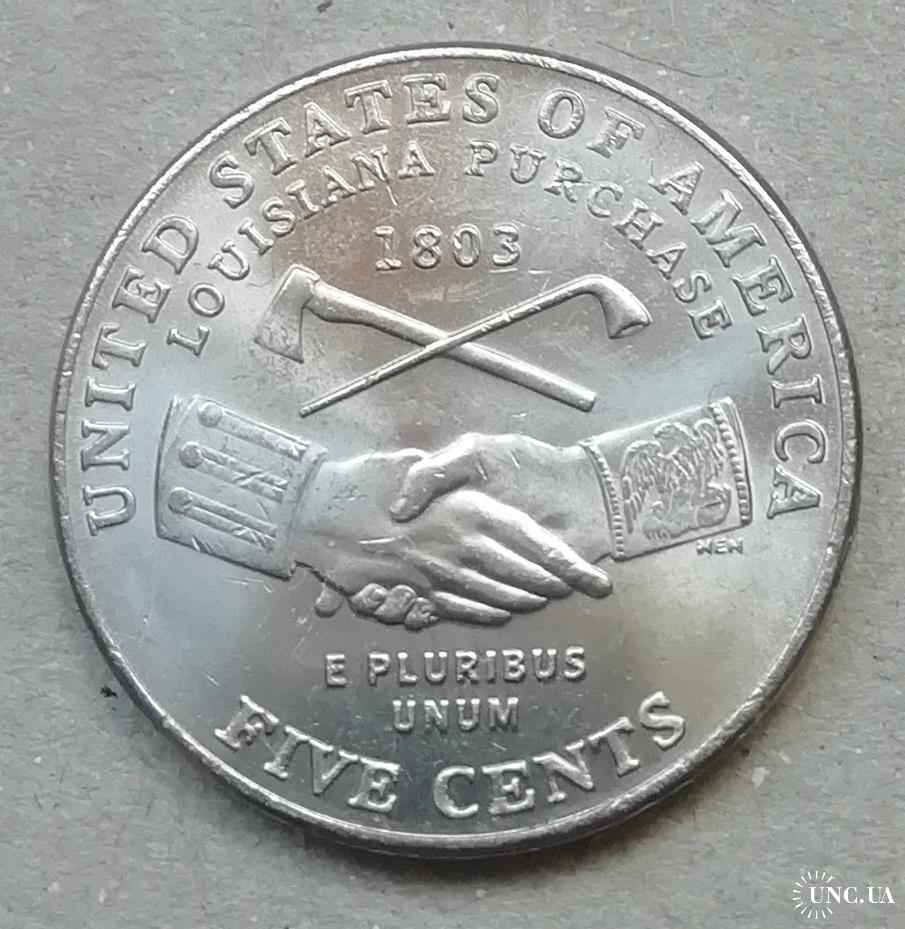 UNITED STATES OF AMERICA
LOUISIANA PURCHASE
1803
NEN
E PLURIBUS
UNUM
FIVE CENTS
UNC.UA